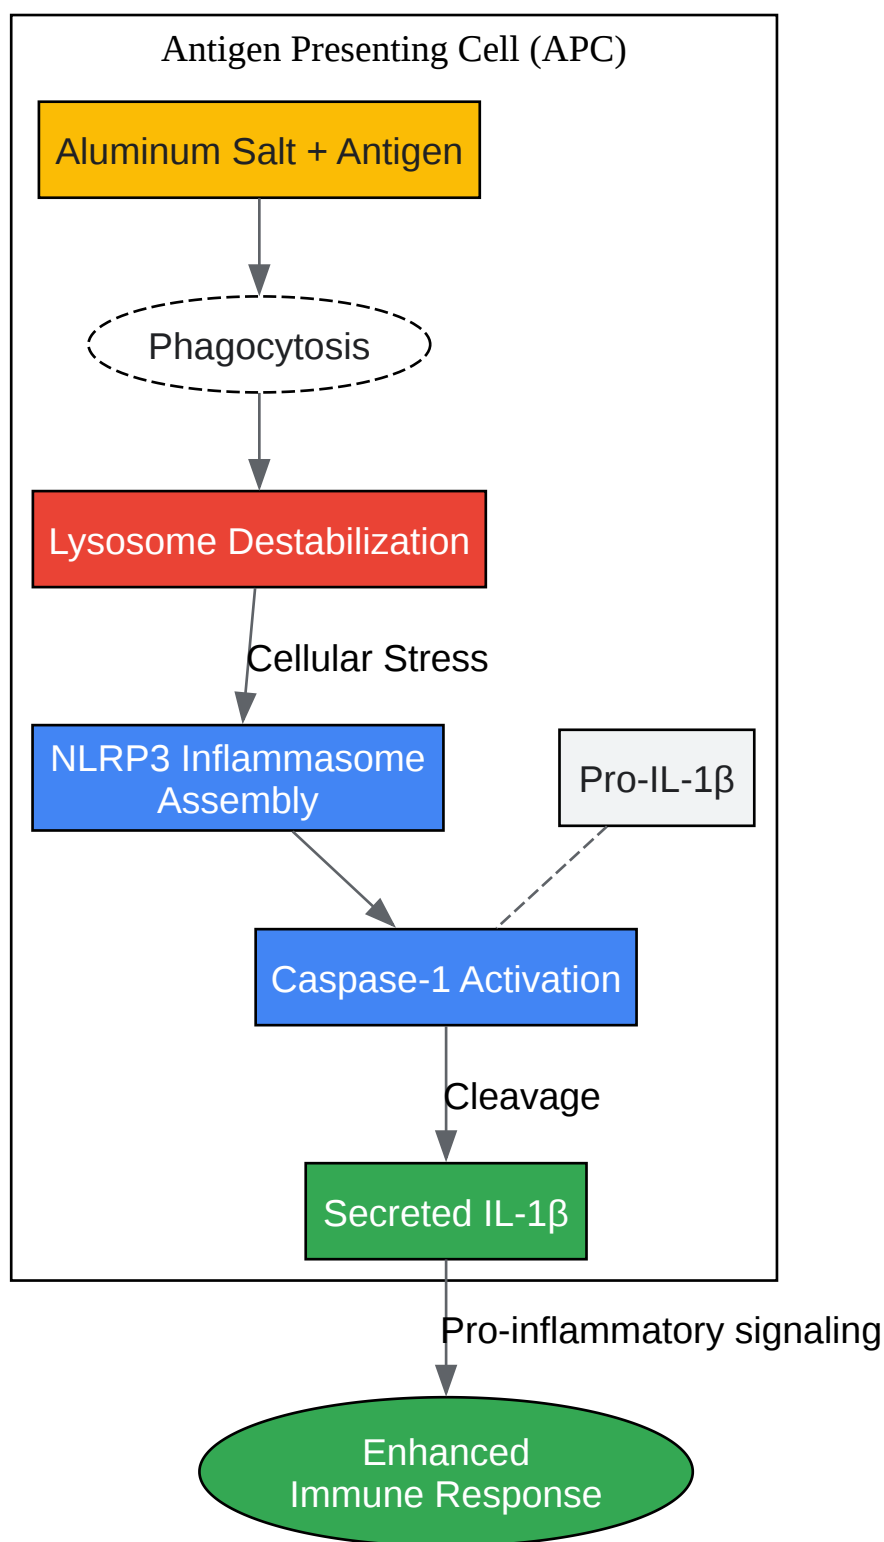 Antigen Presenting Cell (APC)
Aluminum Salt + Antigen
Phagocytosis
Lysosome Destabilization
Cellular Stress
NLRP3 Inflammasome
Assembly
Pro-IL-1β
Caspase-1 Activation
Cleavage
Secreted IL-1β
Pro-inflammatory signaling
Enhanced
Immune Response